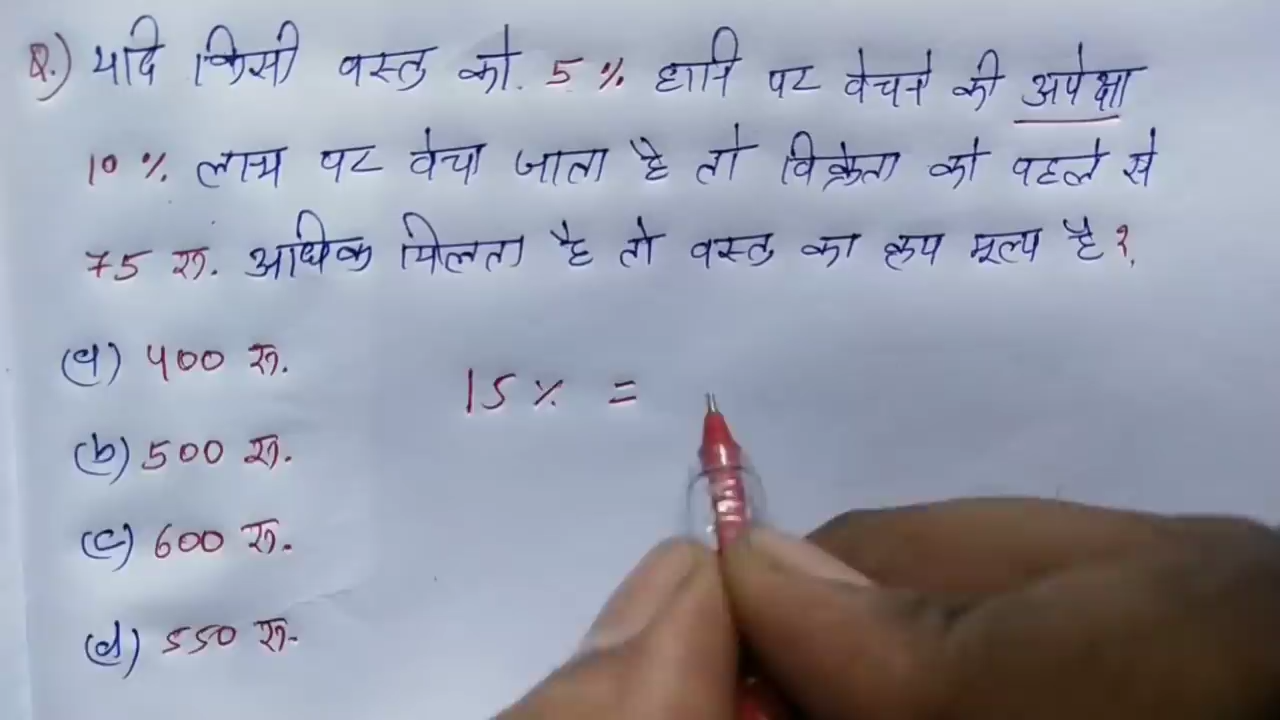 Q.) यदि किसी वस्तु को 5 % हानि पर बेचने की अपेक्षा
10 % लाभ पर बेचा जाता है तो विक्रेता को पहले से
75 रु. अधिक मिलता है तो वस्तु का क्रय मूल्य है ?
(a) 400 रु.
15 % =
(b) 500 रु.
(c) 600 रु.
(d) 550 रु.